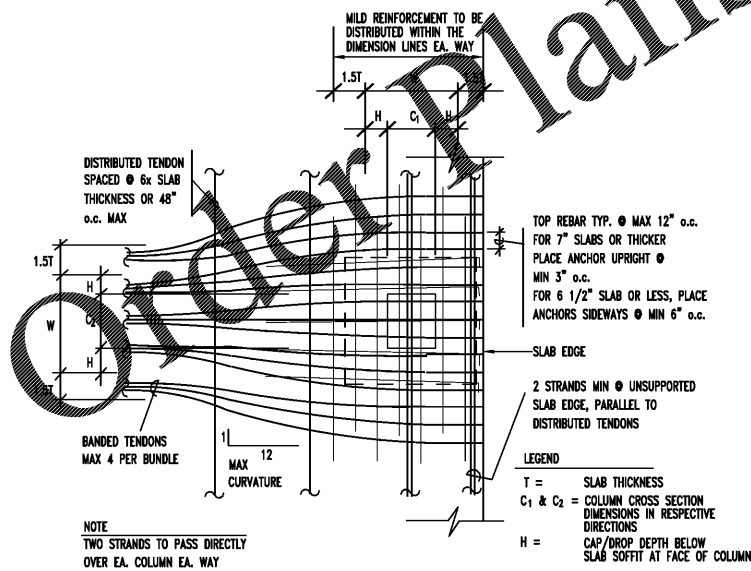 MILD REINFORCEMENT TO BE
DISTRIBUTED WITHIN THE
DIMENSION LINES EA. WAY
1.5T
W
1.5T
H
C1
H
DISTRIBUTED TENDON
SPACED @ 6x SLAB
THICKNESS OR 48"
o.c. MAX
TOP REBAR TYP. @ MAX 12" o.c.
FOR 7" SLABS OR THICKER
PLACE ANCHOR UPRIGHT @
MIN 3" o.c.
FOR 6 1/2" SLAB OR LESS, PLACE
ANCHORS SIDEWAYS @ MIN 6" o.c.
1.5T
H
W
C2
H
1.5T
SLAB EDGE
2 STRANDS MIN @ UNSUPPORTED
SLAB EDGE, PARALLEL TO
DISTRIBUTED TENDONS
BANDED TENDONS
MAX 4 PER BUNDLE
1
12
MAX
CURVATURE
LEGEND
T = SLAB THICKNESS
C1 & C2 = COLUMN CROSS SECTION
DIMENSIONS IN RESPECTIVE
DIRECTIONS
H = CAP/DROP DEPTH BELOW
SLAB SOFFIT AT FACE OF COLUMN
NOTE
TWO STRANDS TO PASS DIRECTLY
OVER EA. COLUMN EA. WAY
Order Plans